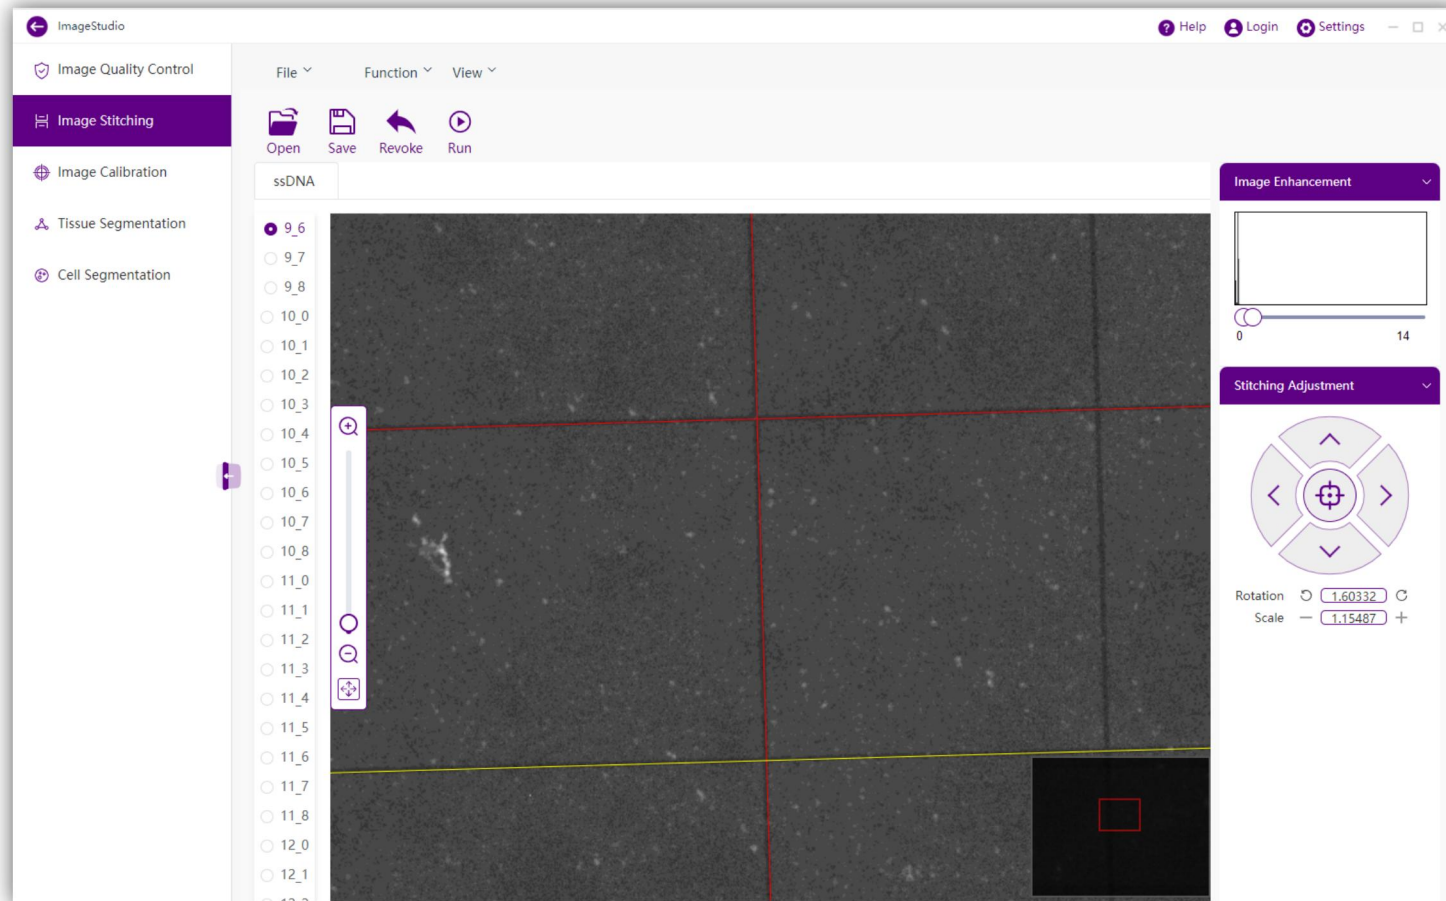 ImageStudio
Help Login Settings
Image Quality Control
Image Stitching
Image Calibration
Tissue Segmentation
Cell Segmentation
File Function View
Open Save Revoke Run
ssDNA
9_6
9_7
9_8
10_0
10_1
10_2
10_3
10_4
10_5
10_6
10_7
10_8
11_0
11_1
11_2
11_3
11_4
11_5
11_6
11_7
11_8
12_0
12_1
Image Enhancement
0 14
Stitching Adjustment
Rotation 1.60332
Scale 1.15487